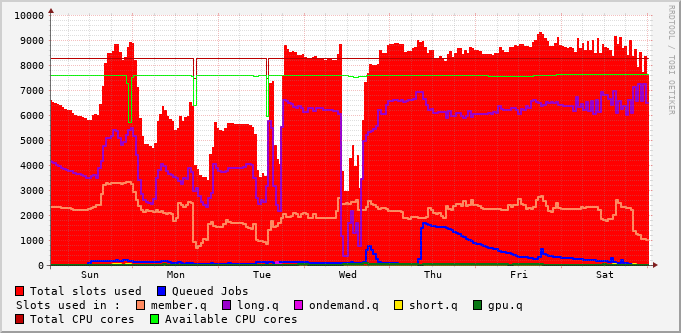 10000
9000
8000
7000
6000
5000
4000
3000
2000
1000
0
Sun Mon Tue Wed Thu Fri Sat
RRDTOOL / TOBI OETIKER
Total slots used Queued Jobs
Slots used in : member.q long.q ondemand.q short.q gpu.q
Total CPU cores Available CPU cores